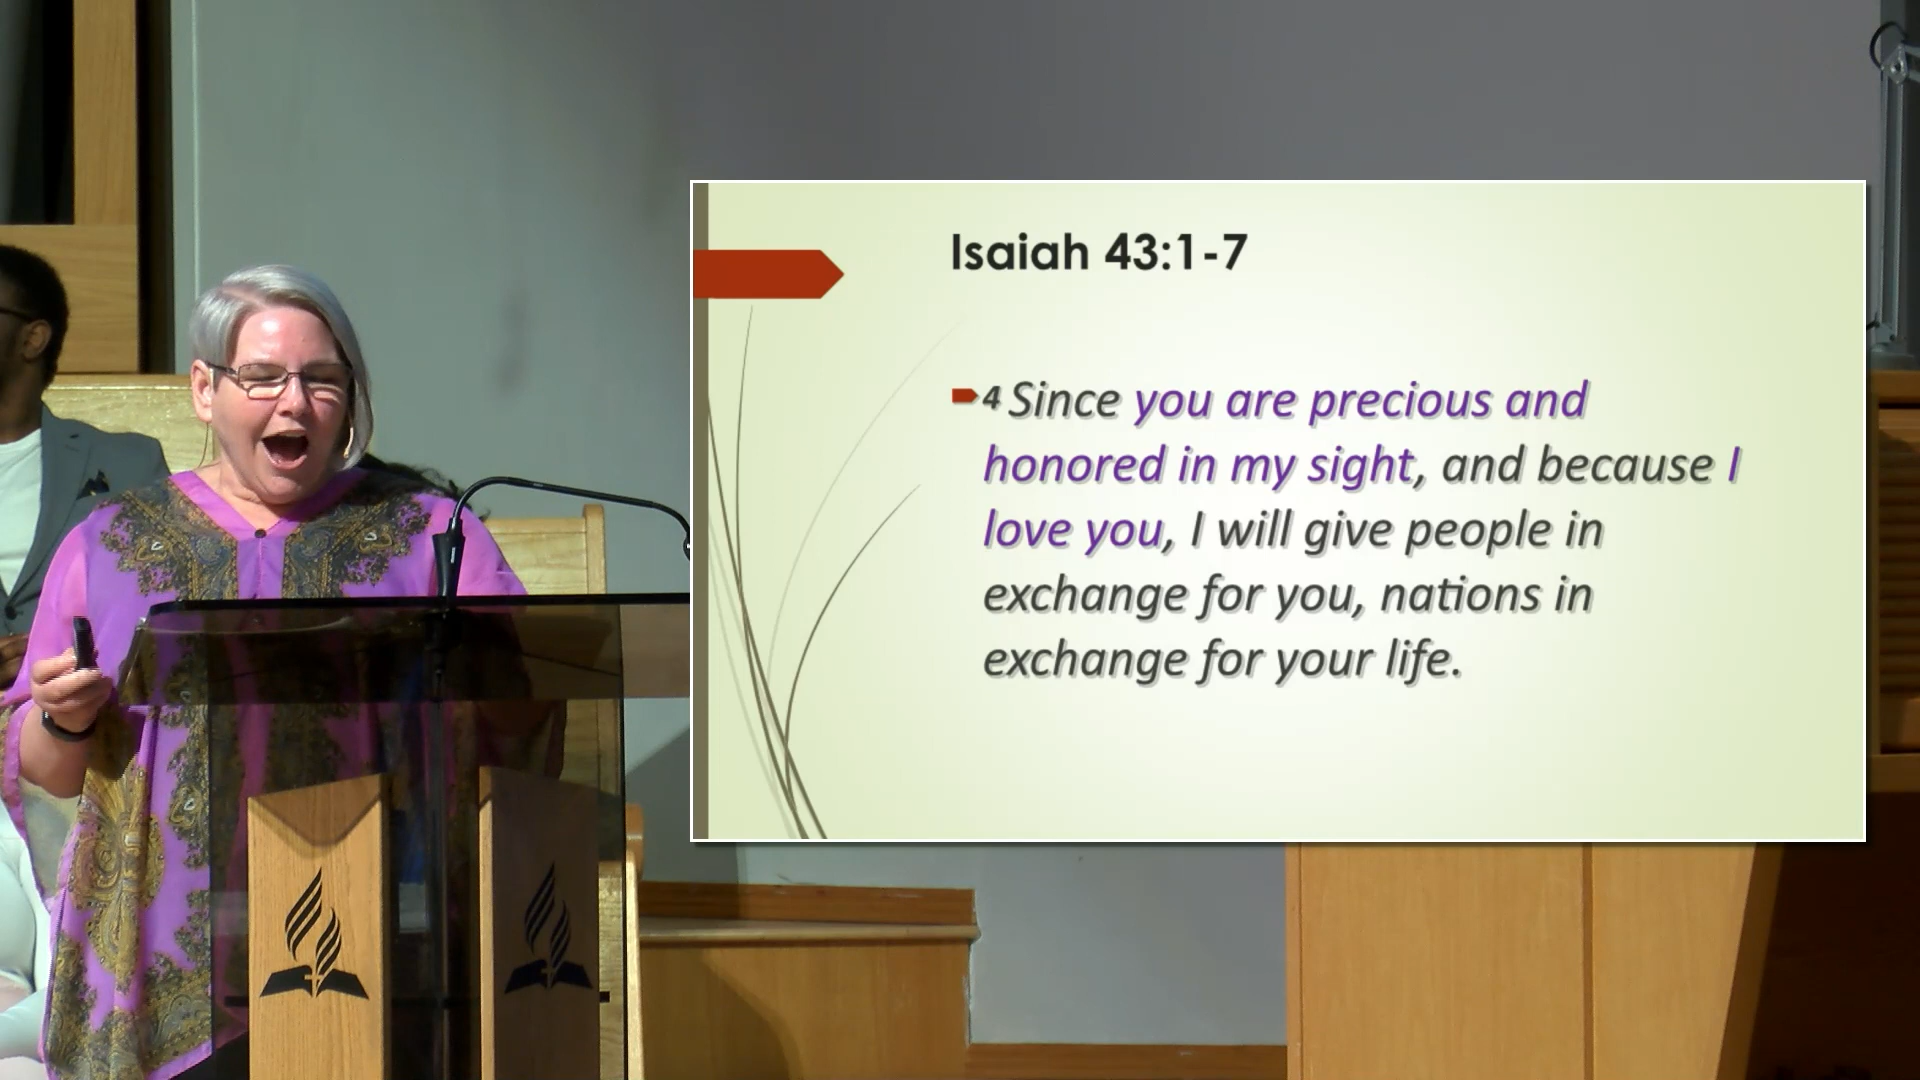 Isaiah 43:1-7
4 Since you are precious and
honored in my sight, and because I
love you, I will give people in
exchange for you, nations in
exchange for your life.